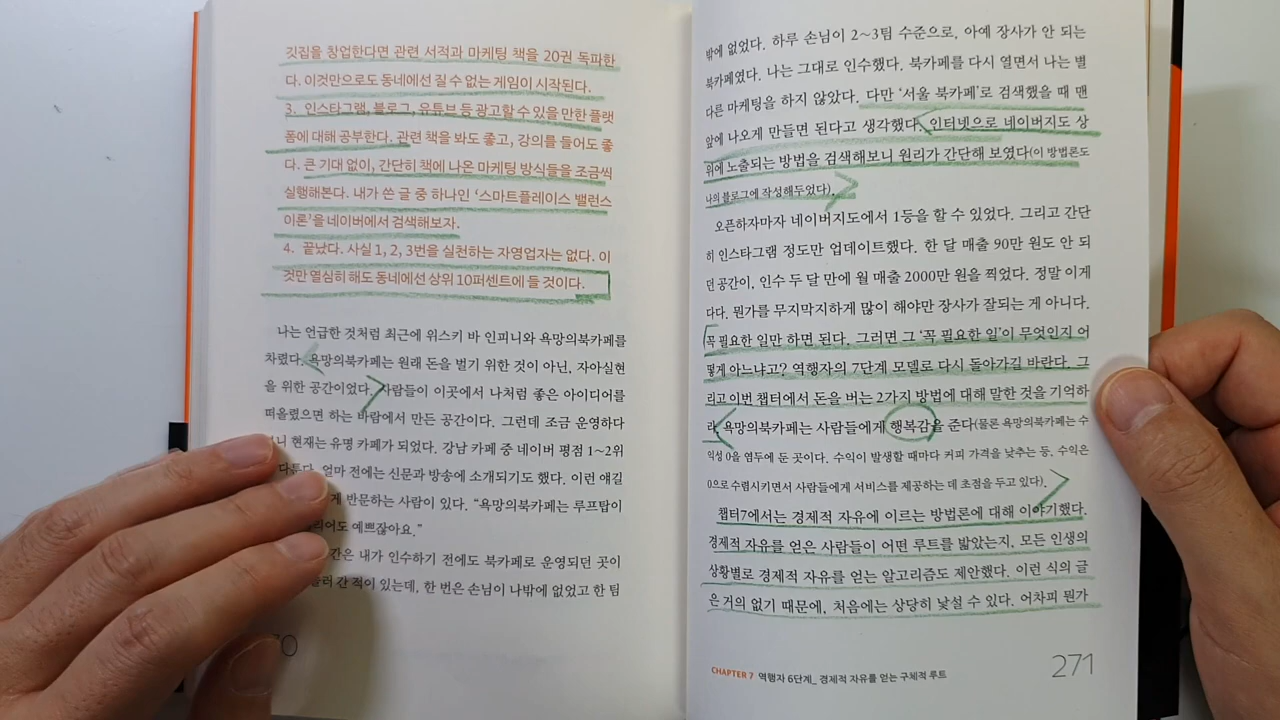 깃집을 창업한다면 관련 서적과 마케팅 책을 20권 독파한
다. 이것만으로도 동네에선 질 수 없는 게임이 시작된다.
3. 인스타그램, 블로그, 유튜브 등 광고할 수 있을 만한 플랫
폼에 대해 공부한다. 관련 책을 봐도 좋고, 강의를 들어도 좋
다. 큰 기대 없이, 간단히 책에 나온 마케팅 방식들을 조금씩
실행해본다. 내가 쓴 글 중 하나인 '스마트플레이스 밸런스
이론'을 네이버에서 검색해보자.
4. 끝났다. 사실 1, 2, 3번을 실천하는 자영업자는 없다. 이
것만 열심히 해도 동네에선 상위 10퍼센트에 들 것이다.
나는 언급한 것처럼 최근에 위스키 바 인피니와 욕망의북카페를
차렸다. 욕망의북카페는 원래 돈을 벌기 위한 것이 아닌, 자아실현
을 위한 공간이었다. 사람들이 이곳에서 나처럼 좋은 아이디어를
떠올렸으면 하는 바람에서 만든 공간이다. 그런데 조금 운영하다
현재는 유명 카페가 되었다. 강남 카페 중 네이버 평점 1~2위
다툰다. 얼마 전에는 신문과 방송에 소개되기도 했다. 이런 얘길
반문하는 사람이 있다. "욕망의북카페는 루프탑이
예쁘잖아요."
내가 인수하기 전에도 북카페로 운영되던 곳이
간 적이 있는데, 한 번은 손님이 나밖에 없었고 한 팀
밖에 없었다. 하루 손님이 2~3팀 수준으로, 아예 장사가 안 되는
북카페였다. 나는 그대로 인수했다. 북카페를 다시 열면서 나는 별
다른 마케팅을 하지 않았다. 다만 '서울 북카페'로 검색했을 때 맨
앞에 나오게 만들면 된다고 생각했다. 인터넷으로 네이버지도 상
위에 노출되는 방법을 검색해보니 원리가 간단해 보였다(이 방법론도
나의 블로그에 작성해두었다).
오픈하자마자 네이버지도에서 1등을 할 수 있었다. 그리고 간단
히 인스타그램 정도만 업데이트했다. 한 달 매출 90만 원도 안 되
던 공간이, 인수 두 달 만에 월 매출 2000만 원을 찍었다. 정말 이게
다다. 뭔가를 무지막지하게 많이 해야만 장사가 잘되는 게 아니다.
꼭 필요한 일만 하면 된다. 그러면 그 '꼭 필요한 일'이 무엇인지 어
떻게 아느냐고? 역행자의 7단계 모델로 다시 돌아가길 바란다. 그
리고 이번 챕터에서 돈을 버는 2가지 방법에 대해 말한 것을 기억하
라. 욕망의북카페는 사람들에게 행복감을 준다(물론 욕망의북카페는 수
익성 0을 염두에 둔 곳이다. 수익이 발생할 때마다 커피 가격을 낮추는 등, 수익은
0으로 수렴시키면서 사람들에게 서비스를 제공하는 데 초점을 두고 있다).
챕터7에서는 경제적 자유에 이르는 방법론에 대해 이야기했다.
경제적 자유를 얻은 사람들이 어떤 루트를 밟았는지, 모든 인생의
상황별로 경제적 자유를 얻는 알고리즘도 제안했다. 이런 식의 글
은 거의 없기 때문에, 처음에는 상당히 낯설 수 있다. 어차피 뭔가
CHAPTER 7 역행자 6단계_ 경제적 자유를 얻는 구체적 루트
271